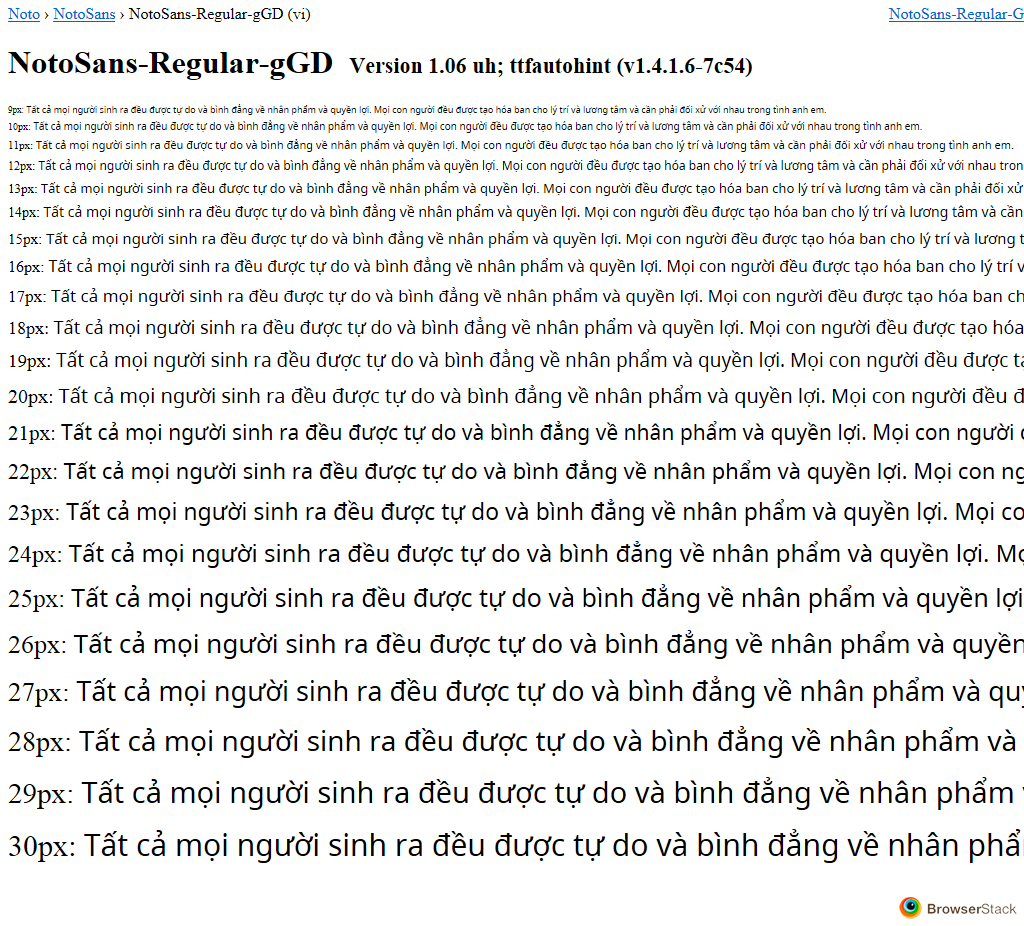 Noto › NotoSans › NotoSans-Regular-gGD (vi) NotoSans-Regular-G
NotoSans-Regular-gGD Version 1.06 uh; ttfautohint (v1.4.1.6-7c54)
9px: Tất cả mọi người sinh ra đều được tự do và bình đẳng về nhân phẩm và quyền lợi. Mọi con người đều được tạo hóa ban cho lý trí và lương tâm và cần phải đối xử với nhau trong tình anh em.
10px: Tất cả mọi người sinh ra đều được tự do và bình đẳng về nhân phẩm và quyền lợi. Mọi con người đều được tạo hóa ban cho lý trí và lương tâm và cần phải đối xử với nhau trong tình anh em.
11px: Tất cả mọi người sinh ra đều được tự do và bình đẳng về nhân phẩm và quyền lợi. Mọi con người đều được tạo hóa ban cho lý trí và lương tâm và cần phải đối xử với nhau trong tình anh em.
12px: Tất cả mọi người sinh ra đều được tự do và bình đẳng về nhân phẩm và quyền lợi. Mọi con người đều được tạo hóa ban cho lý trí và lương tâm và cần phải đối xử với nhau tron
13px: Tất cả mọi người sinh ra đều được tự do và bình đẳng về nhân phẩm và quyền lợi. Mọi con người đều được tạo hóa ban cho lý trí và lương tâm và cần phải đối xử
14px: Tất cả mọi người sinh ra đều được tự do và bình đẳng về nhân phẩm và quyền lợi. Mọi con người đều được tạo hóa ban cho lý trí và lương tâm và cần
15px: Tất cả mọi người sinh ra đều được tự do và bình đẳng về nhân phẩm và quyền lợi. Mọi con người đều được tạo hóa ban cho lý trí và lương t
16px: Tất cả mọi người sinh ra đều được tự do và bình đẳng về nhân phẩm và quyền lợi. Mọi con người đều được tạo hóa ban cho lý trí v
17px: Tất cả mọi người sinh ra đều được tự do và bình đẳng về nhân phẩm và quyền lợi. Mọi con người đều được tạo hóa ban ch
18px: Tất cả mọi người sinh ra đều được tự do và bình đẳng về nhân phẩm và quyền lợi. Mọi con người đều được tạo hóa
19px: Tất cả mọi người sinh ra đều được tự do và bình đẳng về nhân phẩm và quyền lợi. Mọi con người đều được tạ
20px: Tất cả mọi người sinh ra đều được tự do và bình đẳng về nhân phẩm và quyền lợi. Mọi con người đều đ
21px: Tất cả mọi người sinh ra đều được tự do và bình đẳng về nhân phẩm và quyền lợi. Mọi con người
22px: Tất cả mọi người sinh ra đều được tự do và bình đẳng về nhân phẩm và quyền lợi. Mọi con ng
23px: Tất cả mọi người sinh ra đều được tự do và bình đẳng về nhân phẩm và quyền lợi. Mọi co
24px: Tất cả mọi người sinh ra đều được tự do và bình đẳng về nhân phẩm và quyền lợi. Mọ
25px: Tất cả mọi người sinh ra đều được tự do và bình đẳng về nhân phẩm và quyền lợi
26px: Tất cả mọi người sinh ra đều được tự do và bình đẳng về nhân phẩm và quyền
27px: Tất cả mọi người sinh ra đều được tự do và bình đẳng về nhân phẩm và quy
28px: Tất cả mọi người sinh ra đều được tự do và bình đẳng về nhân phẩm và
29px: Tất cả mọi người sinh ra đều được tự do và bình đẳng về nhân phẩm
30px: Tất cả mọi người sinh ra đều được tự do và bình đẳng về nhân phẩ
BrowserStack